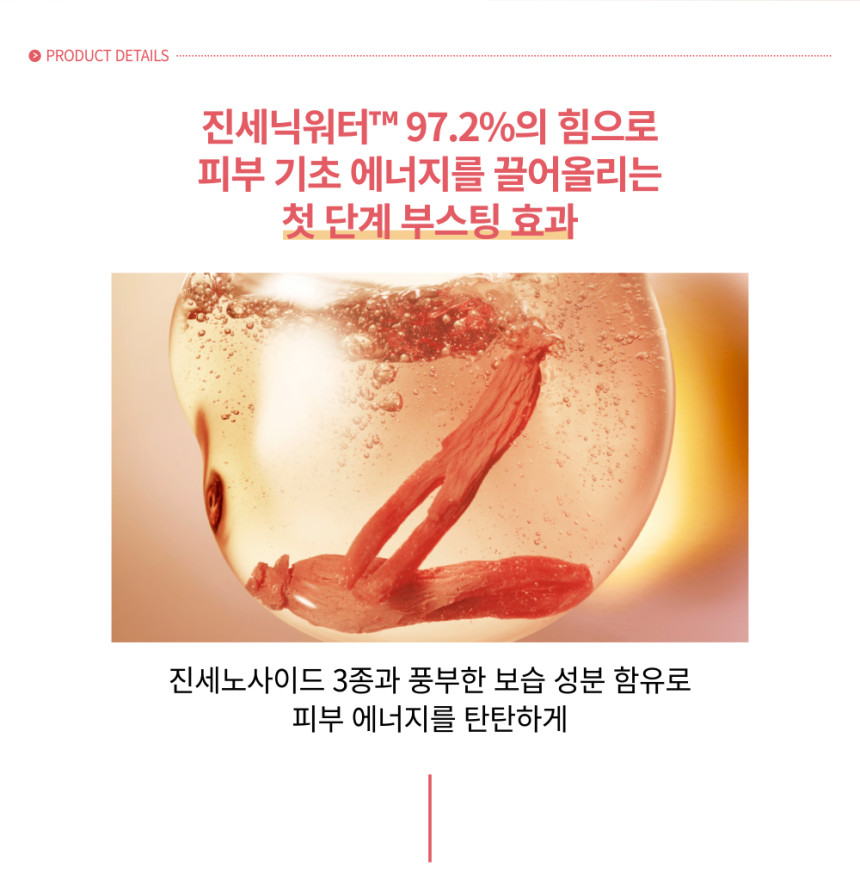 PRODUCT DETAILS
진세닉워터™ 97.2%의 힘으로
피부 기초 에너지를 끌어올리는
첫 단계 부스팅 효과
진세노사이드 3종과 풍부한 보습 성분 함유로
피부 에너지를 탄탄하게